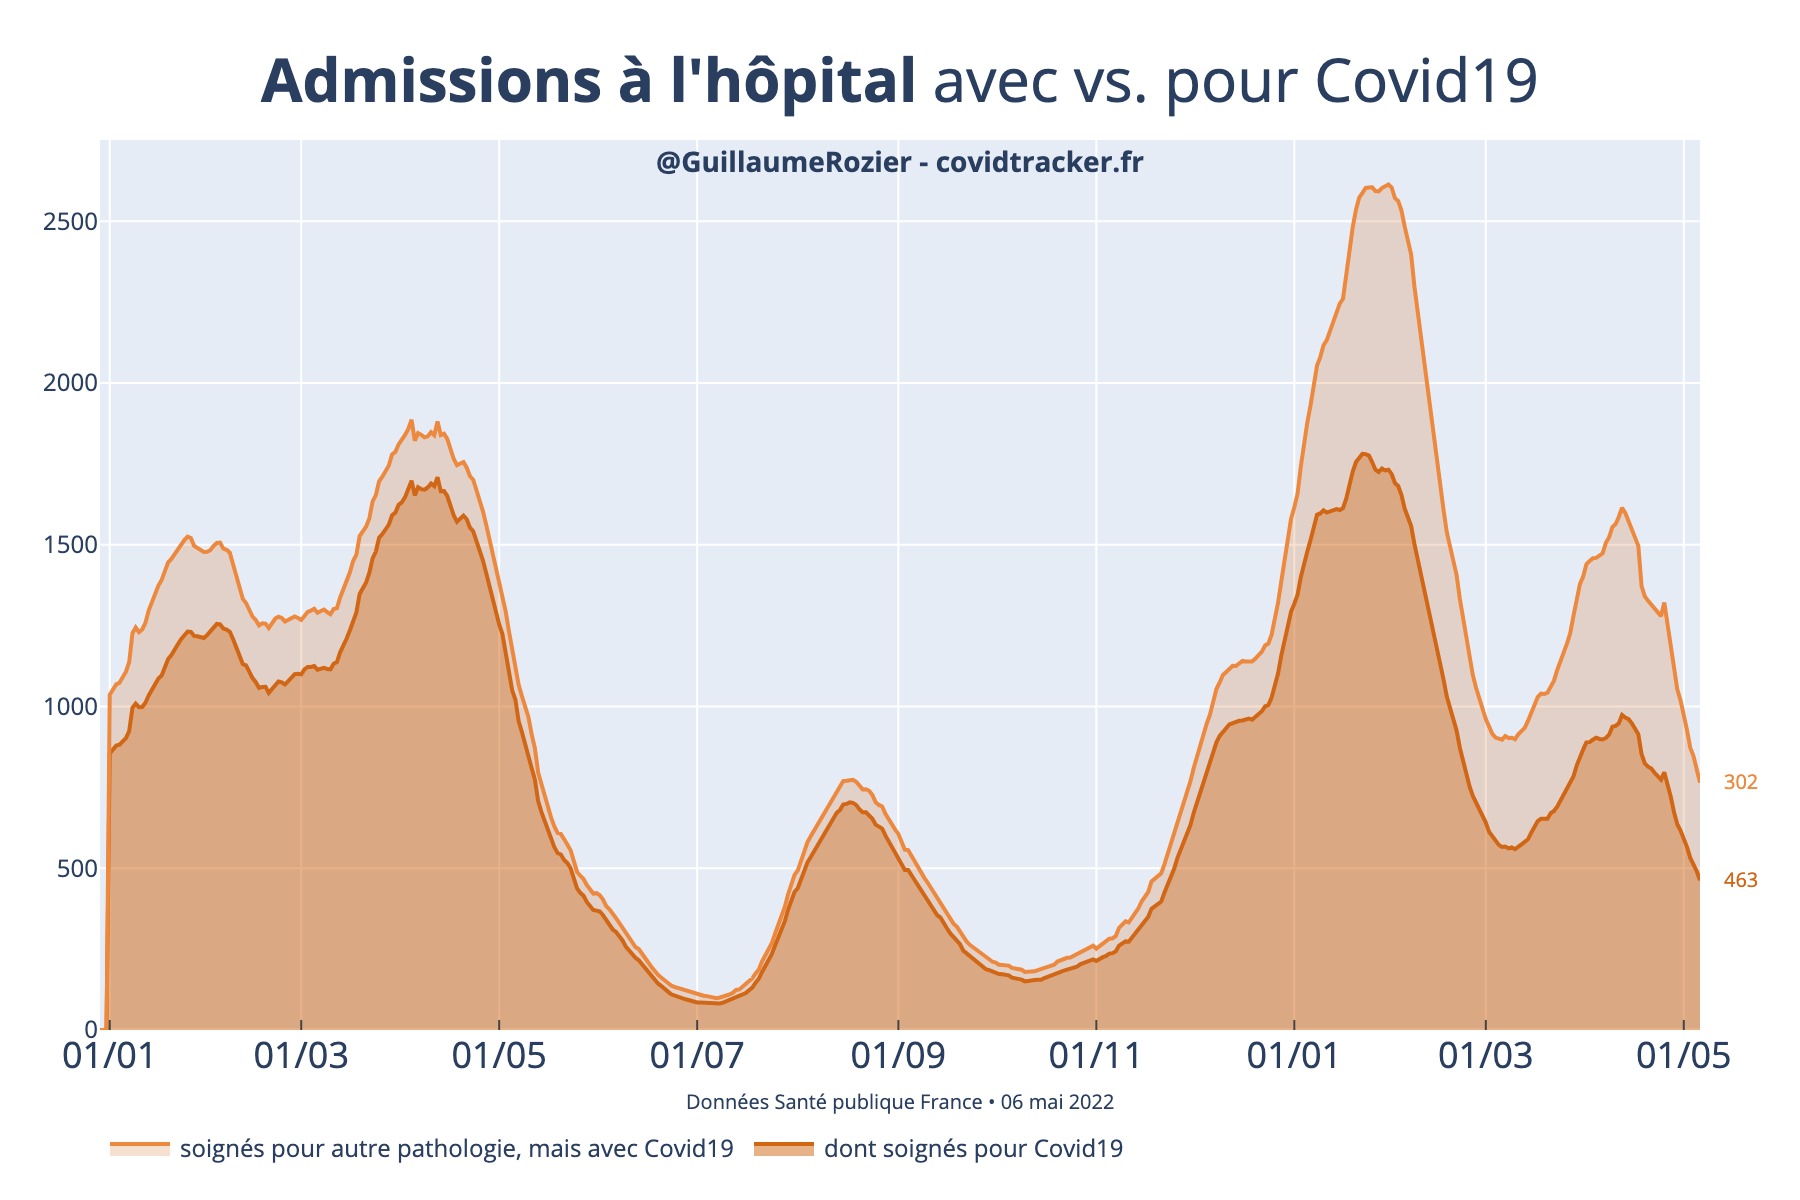 Admissions à l'hôpital avec vs. pour Covid19
@GuillaumeRozier - covidtracker.fr
2500
2000
1500
1000
500
0
302
463
01/01 01/03 01/05 01/07 01/09 01/11 01/01 01/03 01/05
Données Santé publique France • 06 mai 2022
soignés pour autre pathologie, mais avec Covid19 dont soignés pour Covid19